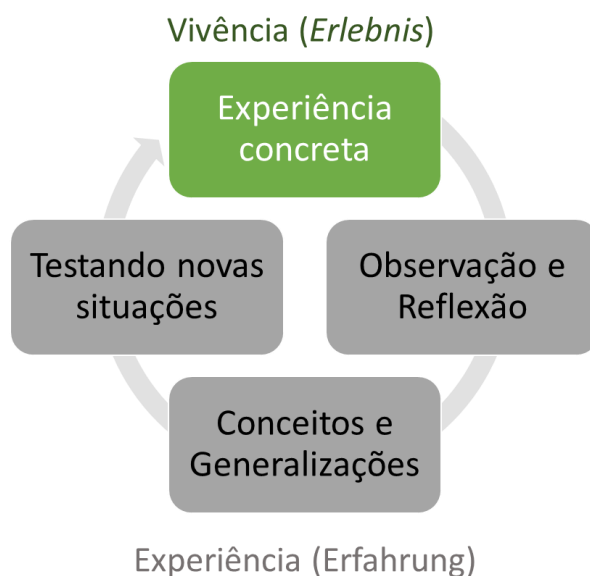 Vivência (Erlebnis)
Experiência
concreta
Testando novas
situações
Observação e
Reflexão
Conceitos e
Generalizações
Experiência (Erfahrung)